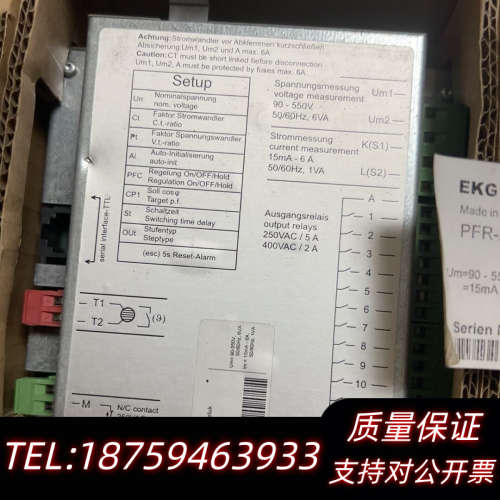 Achtung: Stromwandler vor Abklemmen kurzschließen!
Absicherung Um1, Um2 und A max. 6A
Caution: CT must be short linked before disconnection
Um1, Um2, A must be protected by fuses max. 6A.
Setup
Un Nominalspannung
nom. voltage
Ct Faktor Stromwandler
C.t.-ratio
Pt Faktor Spannungswandler
V.t.-ratio
AI Auto-Initialisierung
auto-init.
PFC Regelung On/OFF/Hold
Regulation On/OFF/Hold
CP1 Soll cosφ
Target p.f.
St Schaltzeit
Switching time delay
OUt Stufentyp
Steptype
(esc) 5s Reset-Alarm
serial interface-TTL
Spannungsmessung
voltage measurement
90 - 550V
50/60Hz, 6VA
Um1
Um2
Strommessung
current measurement
15mA - 6 A
50/60Hz, 1VA
K(S1)
L(S2)
Ausgangsrelais
output relays
250VAC / 5 A
400VAC / 2 A
A
1
2
3
4
5
6
7
8
9
10
T1
T2
(ϑ)
M
N/C contact
EKG
Made in
PFR-
Um=90 - 55
=15mA
Serien
TEL:18759463933
质量保证
支持对公开票